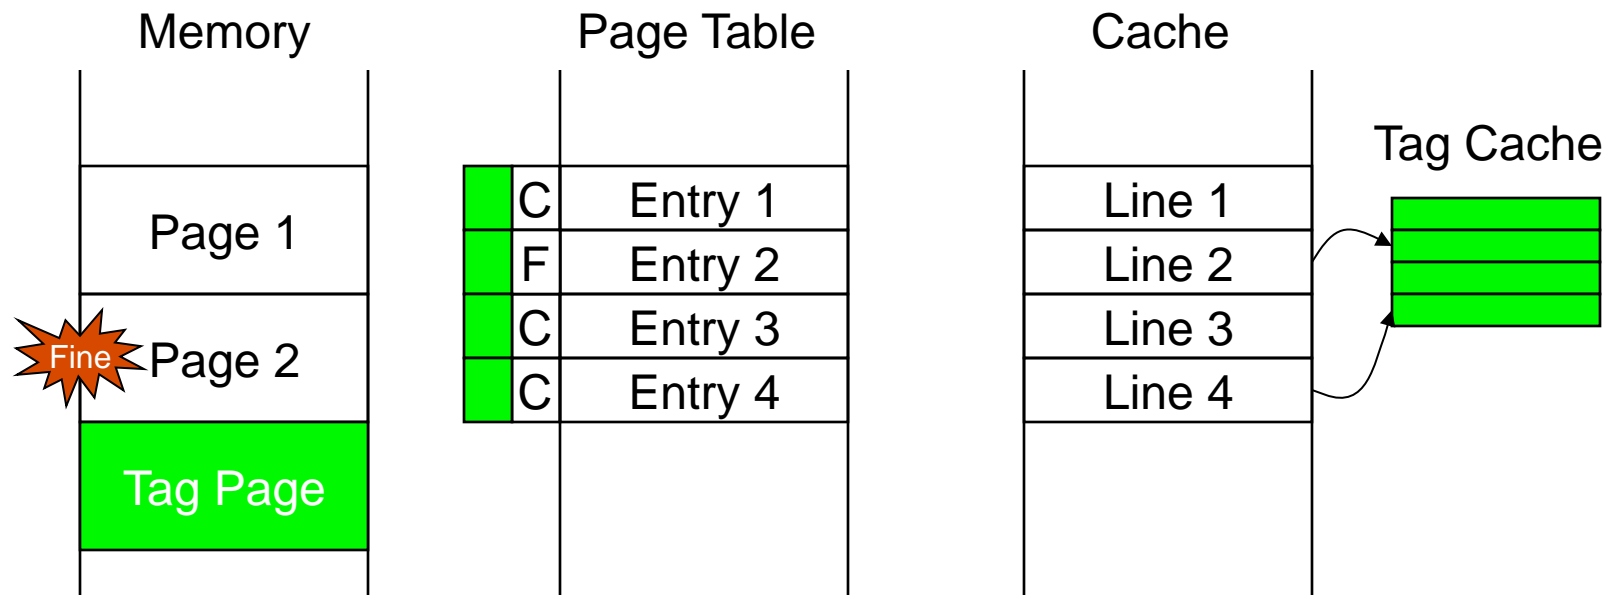 Memory
Page Table
Cache
Tag Cache
Page 1
Fine
Page 2
Tag Page
C Entry 1
F Entry 2
C Entry 3
C Entry 4
Line 1
Line 2
Line 3
Line 4